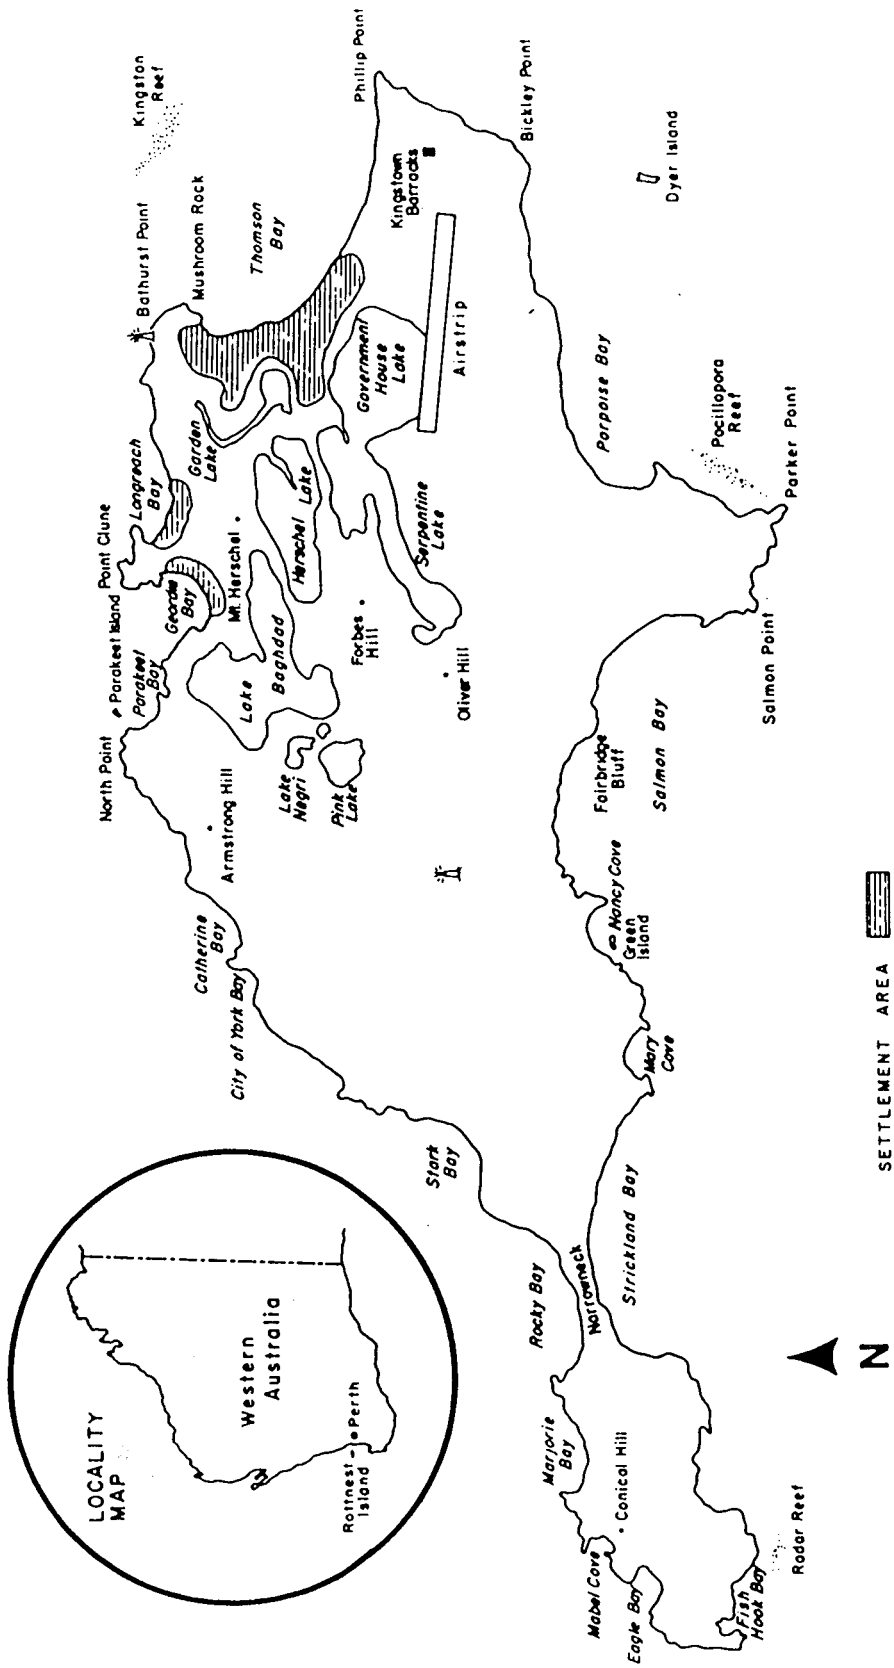 LOCALITY
MAP
Western
Australia
Rottnest
Island
Perth
North Point
Parakeet Island
Parakeet
Bay
Point Clune
Geordie
Bay
Longreach
Bay
Bathurst Point
Kingston
Reef
Mushroom Rock
Thomson
Bay
Phillip Point
Garden
Lake
Mt. Herschel
Herschel
Lake
Lake
Baghdad
Lake
Negri
Pink
Lake
Armstrong Hill
Catherine
Bay
City of York Bay
Government
House
Lake
Kingstown
Barracks
Airstrip
Serpentine
Lake
Forbes
Hill
Oliver Hill
Bickley Point
Dyer Island
Porpoise Bay
Pocillopora
Reef
Parker Point
Salmon Point
Salmon Bay
Fairbridge
Bluff
Nancy Cove
Green
Island
Mary
Cove
Stark
Bay
Strickland Bay
Narrowneck
Rocky Bay
Marjorie
Bay
Conical Hill
Mabel Cove
Eagle Bay
Fish
Hook Bay
Radar Reef
N
SETTLEMENT AREA